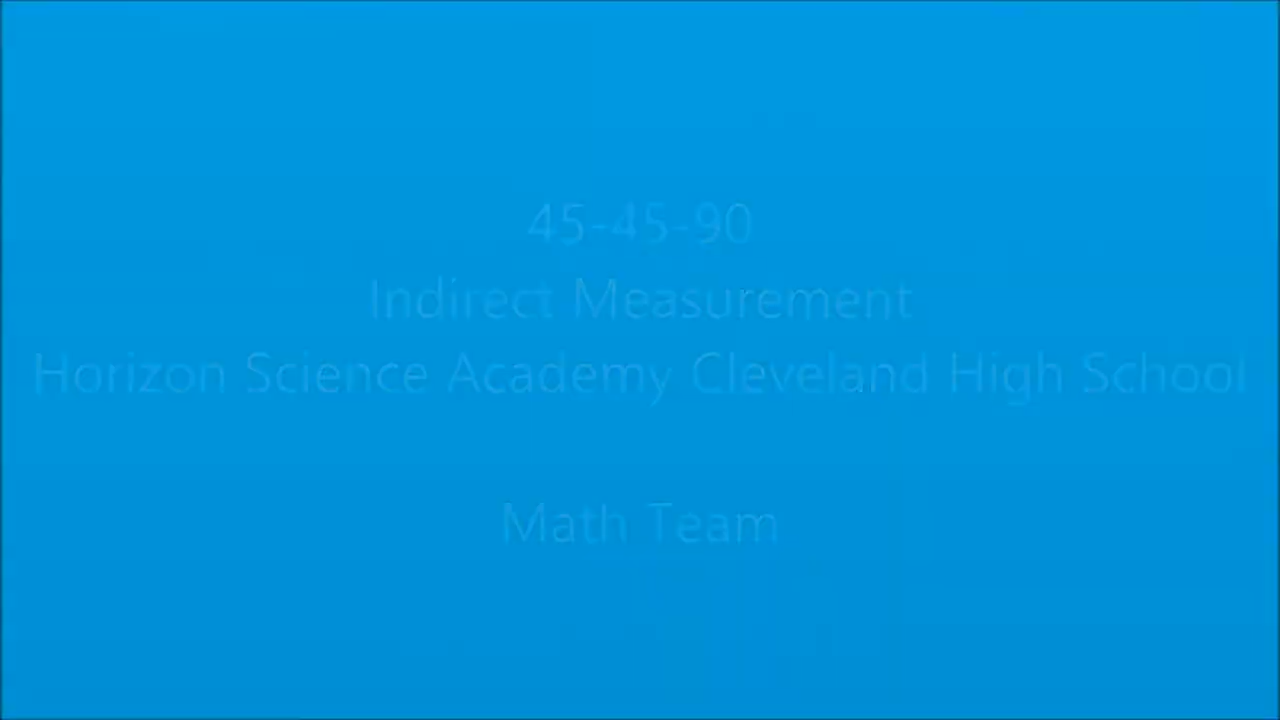 45-45-90
Indirect Measurement
Horizon Science Academy Cleveland High School
Math Team